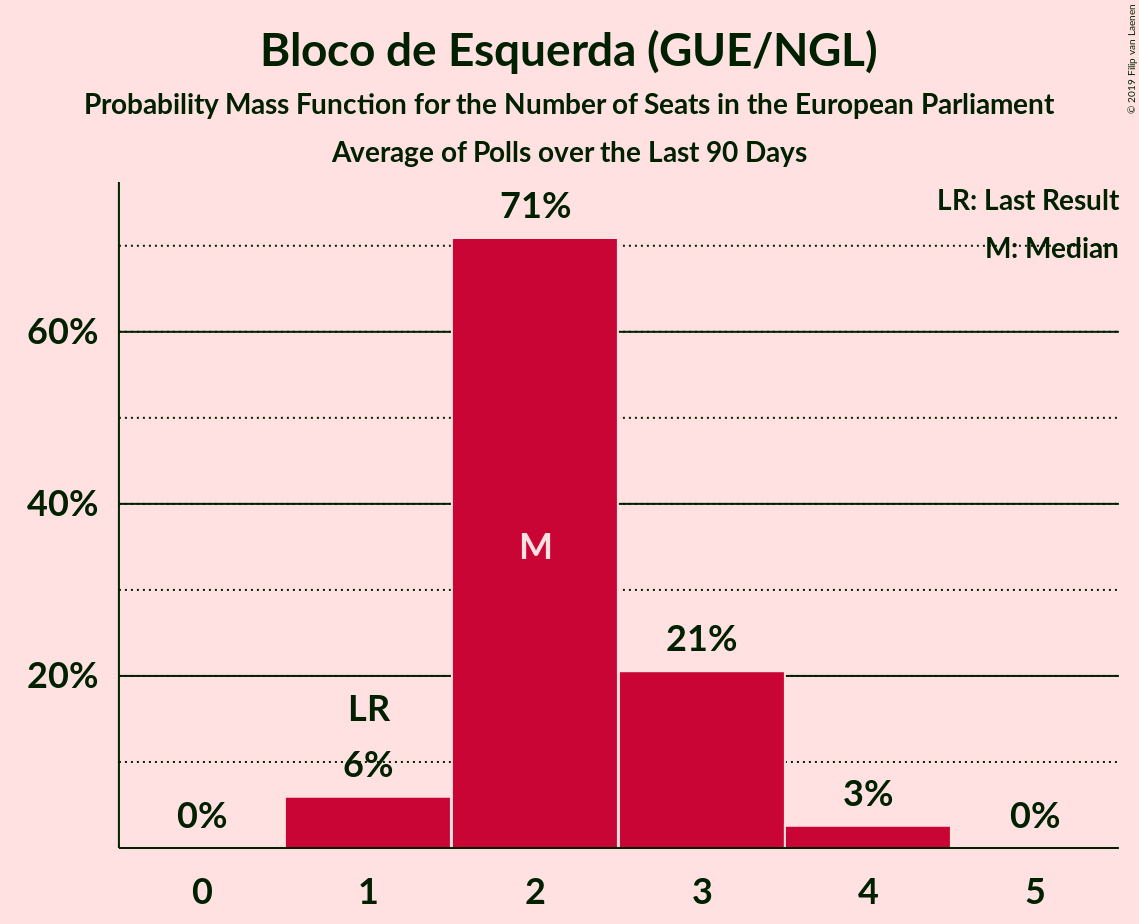 Bloco de Esquerda (GUE/NGL)
Probability Mass Function for the Number of Seats in the European Parliament
Average of Polls over the Last 90 Days
© 2019 Filip van Laenen
LR: Last Result
M: Median
71%
60%
40%
M
21%
20%
LR
6%
3%
0%
0%
0 1 2 3 4 5